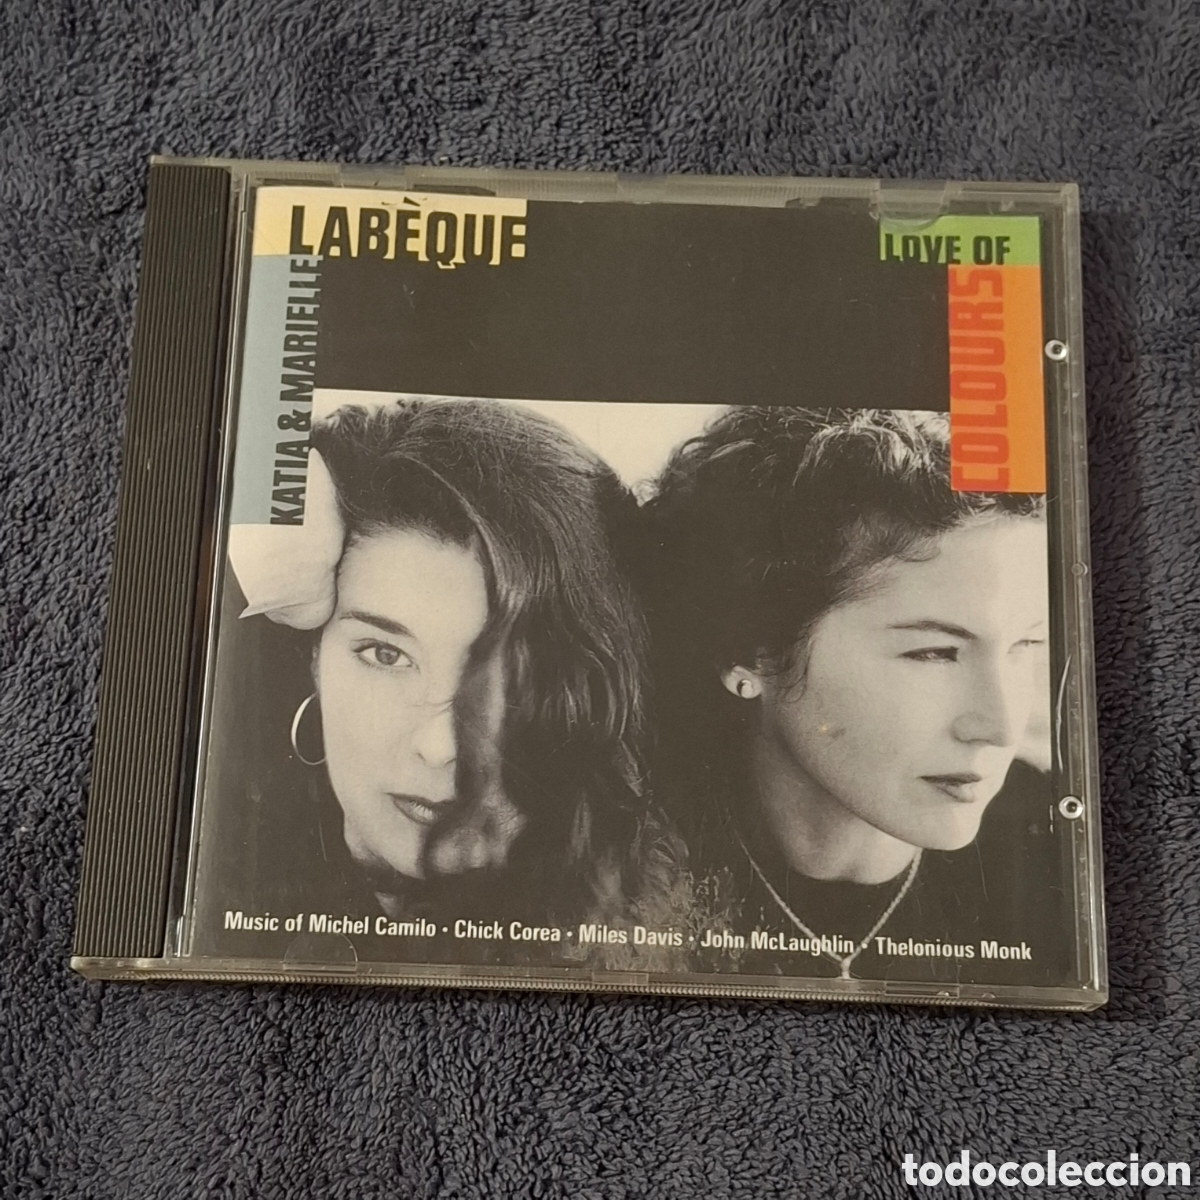 LABÈQUE
KATIA & MARIELLE
LOVE OF
COLOURS
Music of Michel Camilo • Chick Corea • Miles Davis • John McLaughlin • Thelonious Monk
todocoleccion